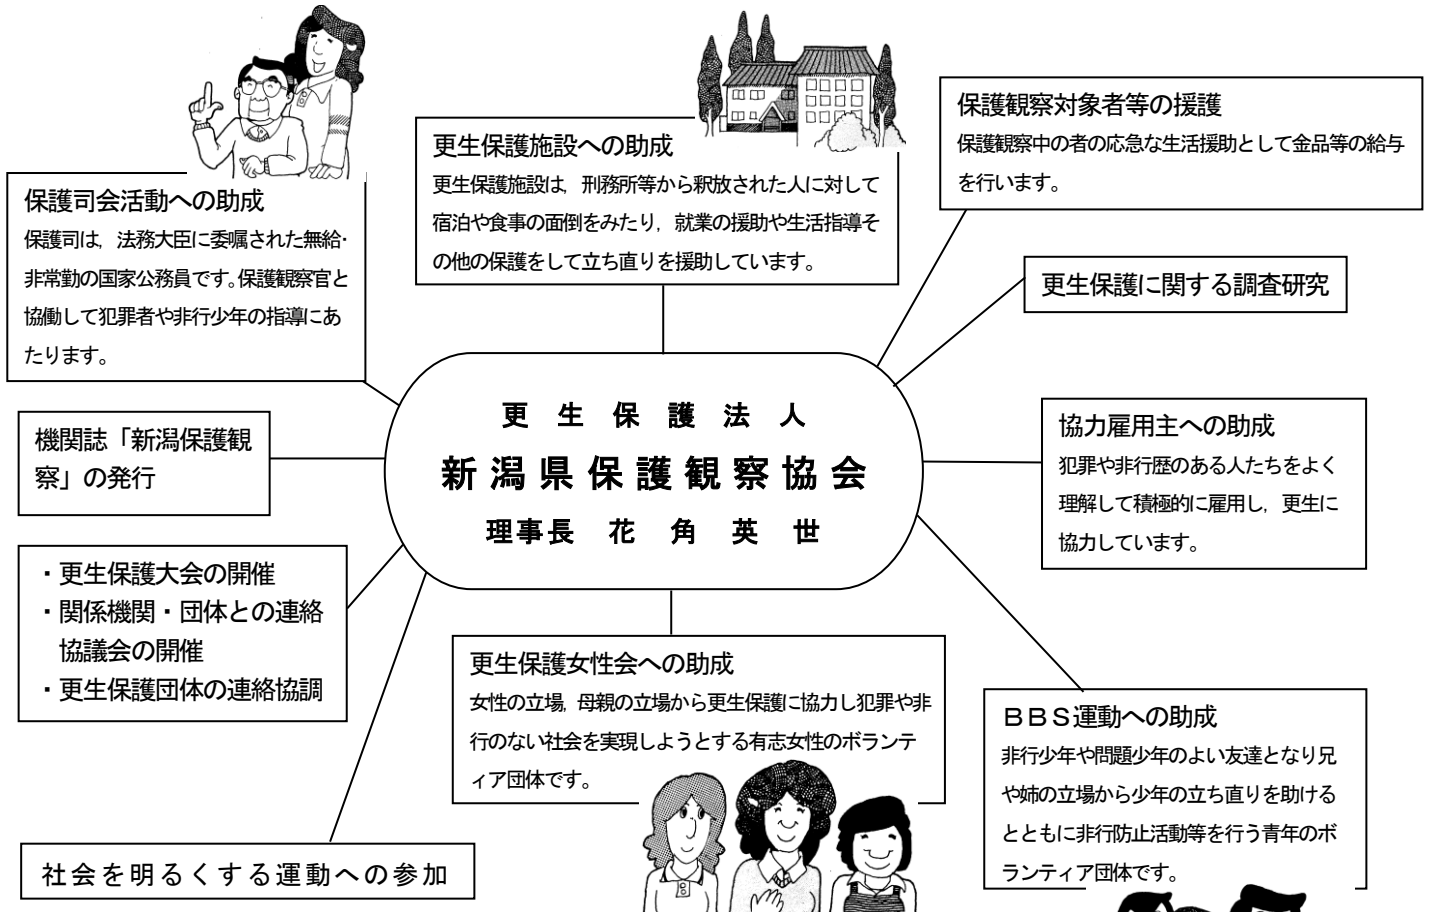 保護司会活動への助成
保護司は，法務大臣に委嘱された無給・
非常勤の国家公務員です。保護観察官と
協働して犯罪者や非行少年の指導にあ
たります。
更生保護施設への助成
更生保護施設は，刑務所等から釈放された人に対して
宿泊や食事の面倒をみたり，就業の援助や生活指導そ
の他の保護をして立ち直りを援助しています。
保護観察対象者等の援護
保護観察中の者の応急な生活援助として金品等の給与
を行います。
更生保護に関する調査研究
更生保護法人
新潟県保護観察協会
理事長　花　角　英　世
機関誌「新潟保護観
察」の発行
協力雇用主への助成
犯罪や非行歴のある人たちをよく
理解して積極的に雇用し，更生に
協力しています。
・更生保護大会の開催
・関係機関・団体との連絡
協議会の開催
・更生保護団体の連絡協調
更生保護女性会への助成
女性の立場，母親の立場から更生保護に協力し犯罪や非
行のない社会を実現しようとする有志女性のボランテ
ィア団体です。
ＢＢＳ運動への助成
非行少年や問題少年のよい友達となり兄
や姉の立場から少年の立ち直りを助ける
とともに非行防止活動等を行う青年のボ
ランティア団体です。
社会を明るくする運動への参加